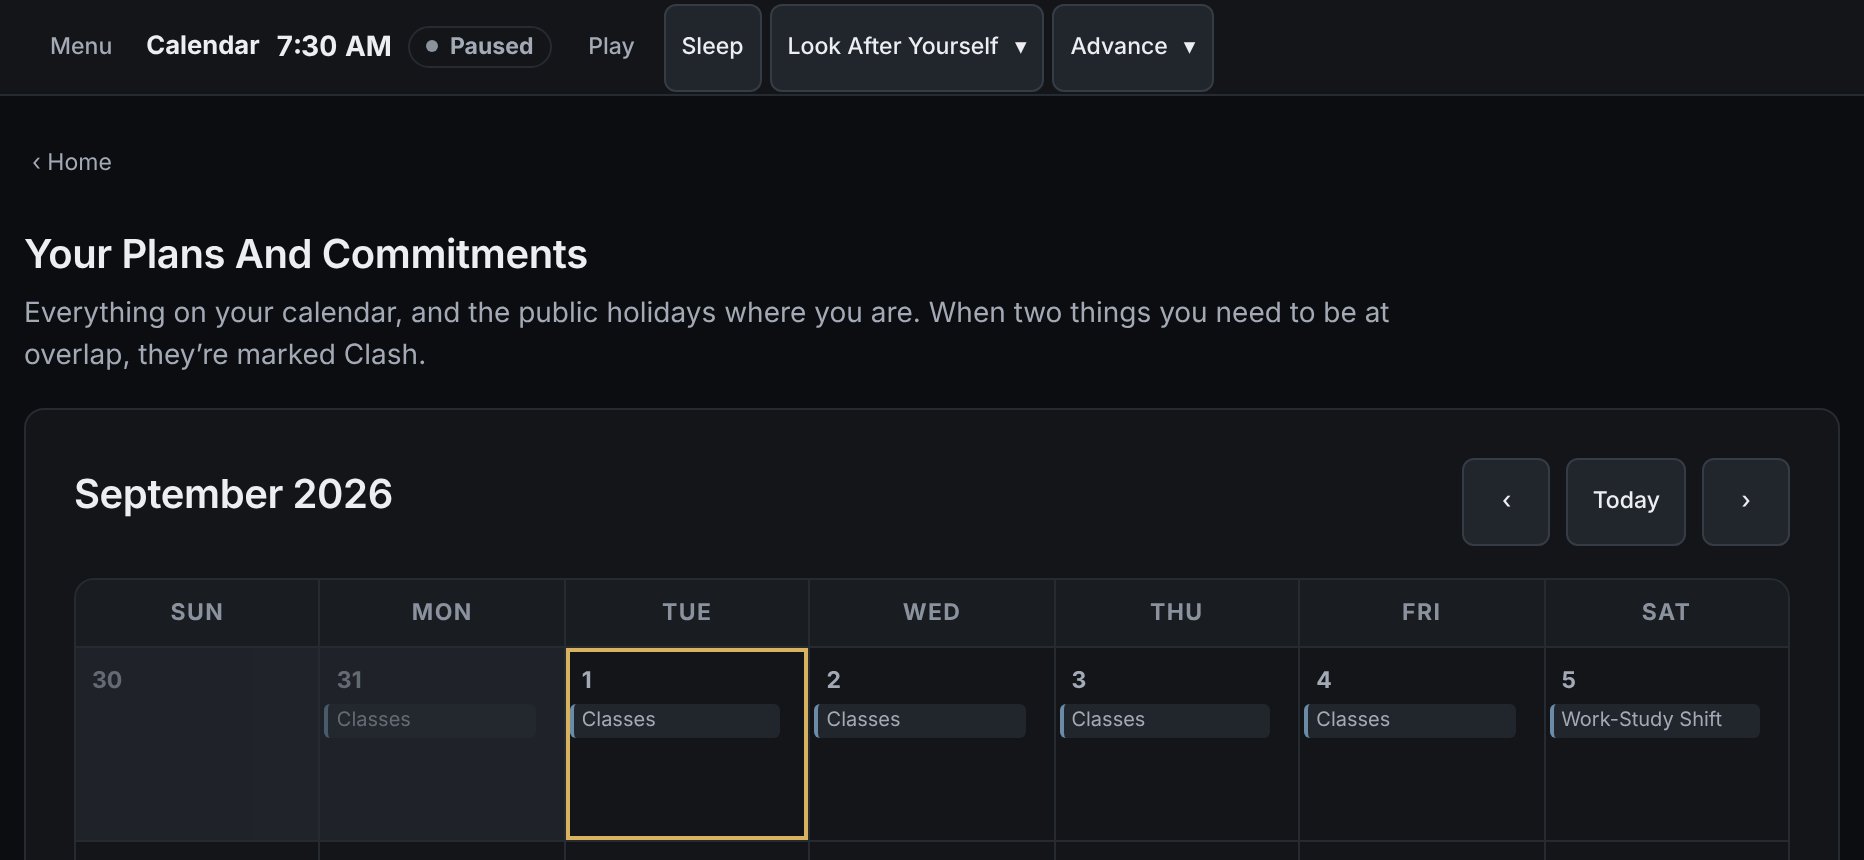 Menu Calendar 7:30 AM Paused Play Sleep Look After Yourself ▼ Advance ▼
‹ Home
Your Plans And Commitments
Everything on your calendar, and the public holidays where you are. When two things you need to be at
overlap, they’re marked Clash.
September 2026 ‹ Today ›
SUN MON TUE WED THU FRI SAT
30 31 1 2 3 4 5
Classes Classes Classes Classes Classes Work-Study Shift